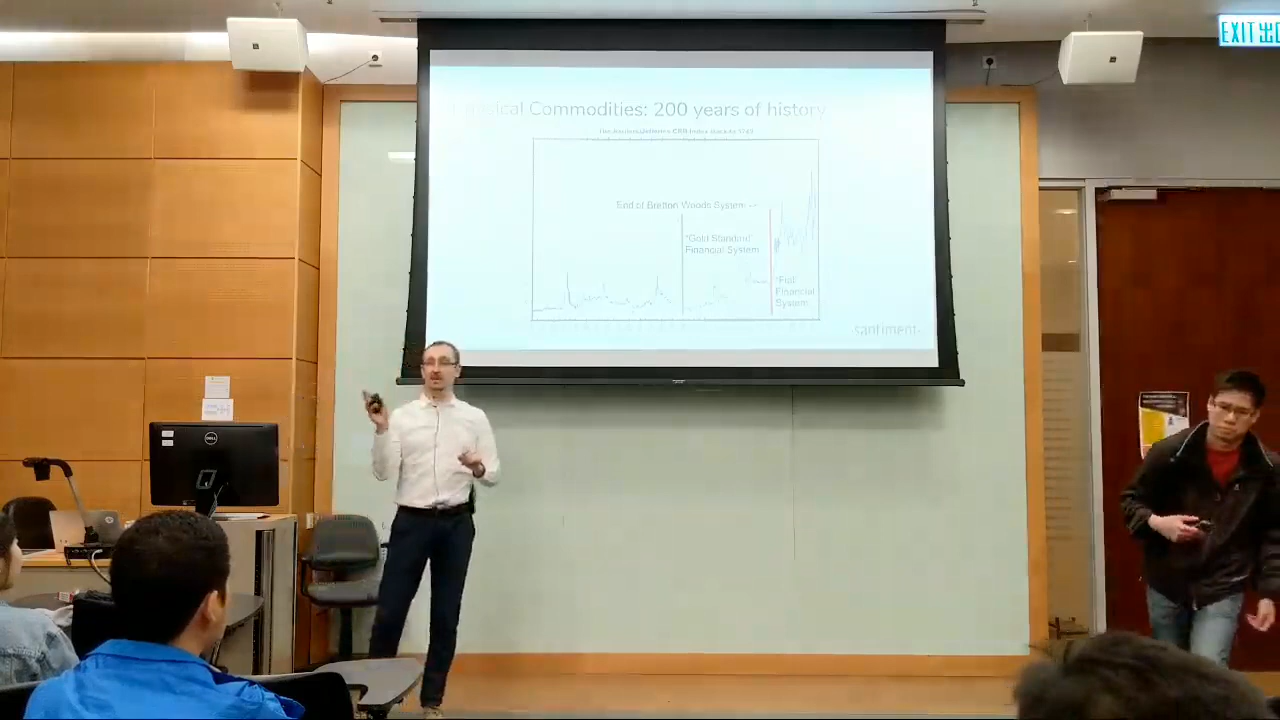 EXIT 出口
Commodities: 200 years of history
End of Bretton Woods System -->
"Gold Standard"
Financial System
"Fiat
Financial
System"
santiment
DELL